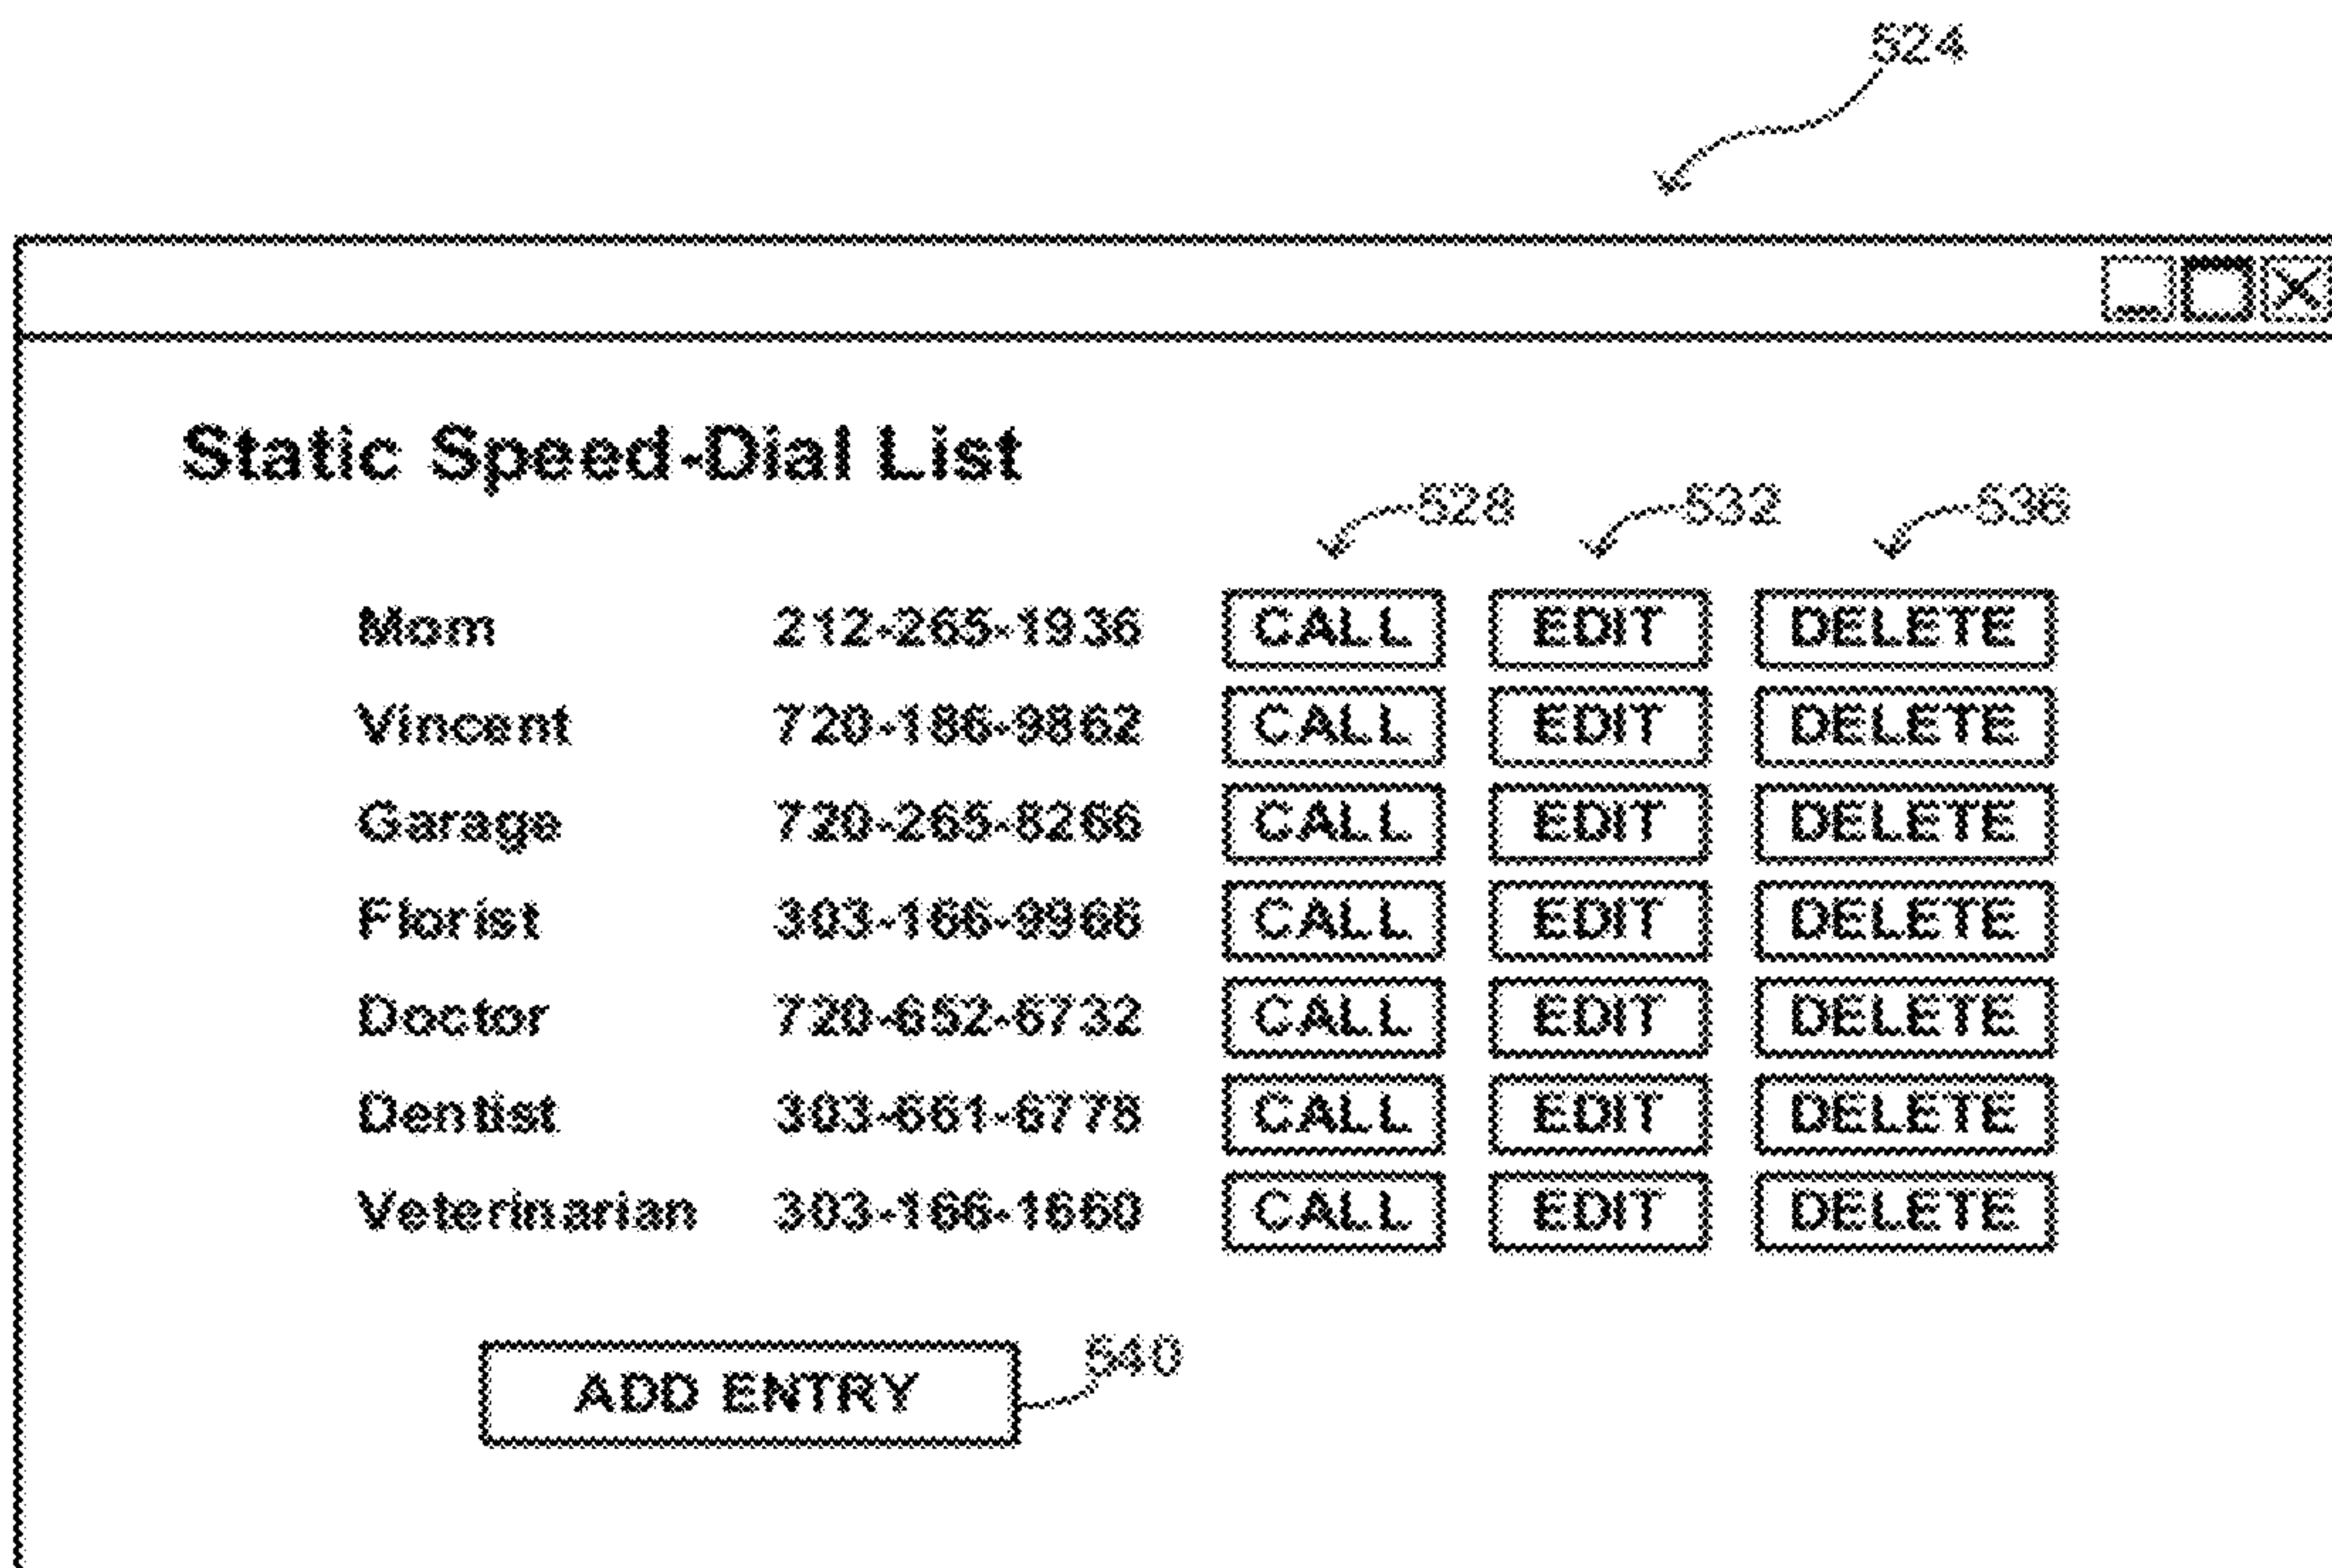 524
Static Speed-Dial List
528 532 536
Mom 212-265-1936 CALL EDIT DELETE
Vincent 720-186-9862 CALL EDIT DELETE
Garage 720-265-8266 CALL EDIT DELETE
Florist 303-166-9966 CALL EDIT DELETE
Doctor 720-652-6732 CALL EDIT DELETE
Dentist 303-661-6775 CALL EDIT DELETE
Veterinarian 303-166-1660 CALL EDIT DELETE
ADD ENTRY 540